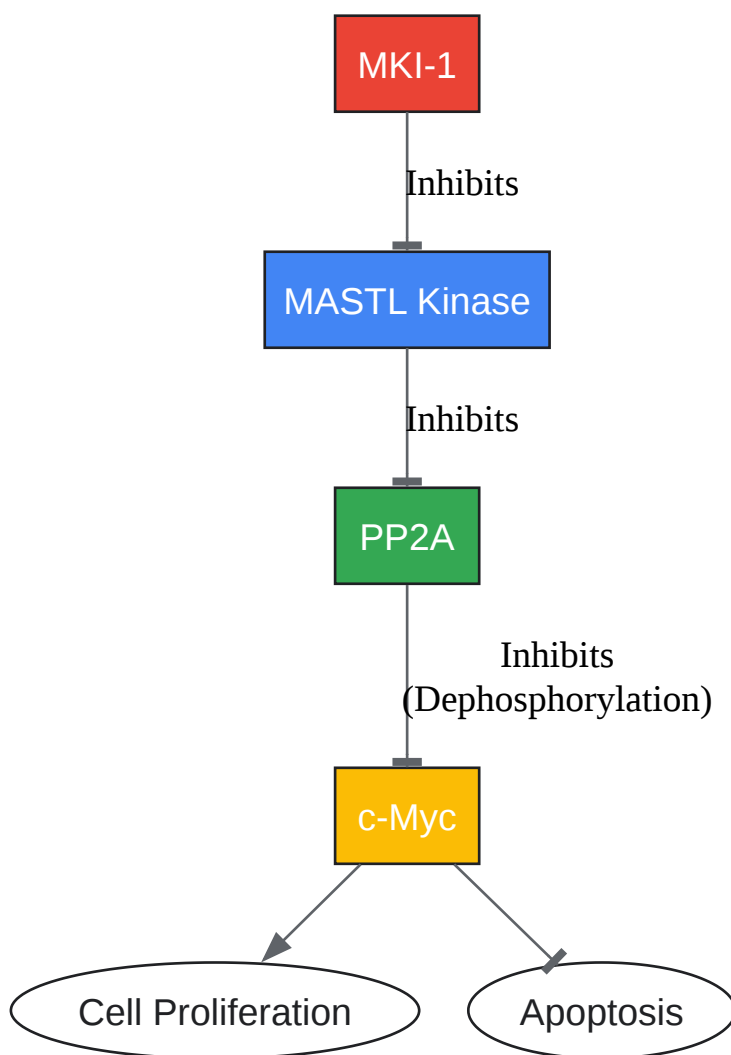 MKI-1
Inhibits
MASTL Kinase
Inhibits
PP2A
Inhibits
(Dephosphorylation)
c-Myc
Cell Proliferation
Apoptosis